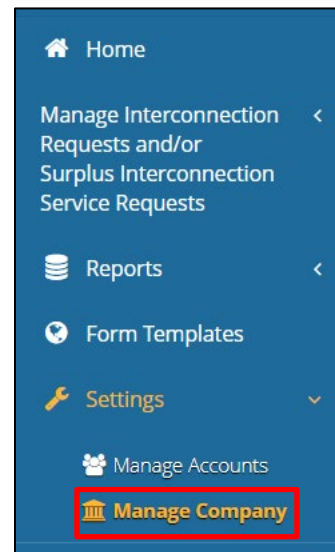 Home
Manage Interconnection
Requests and/or
Surplus Interconnection
Service Requests
Reports
Form Templates
Settings
Manage Accounts
Manage Company